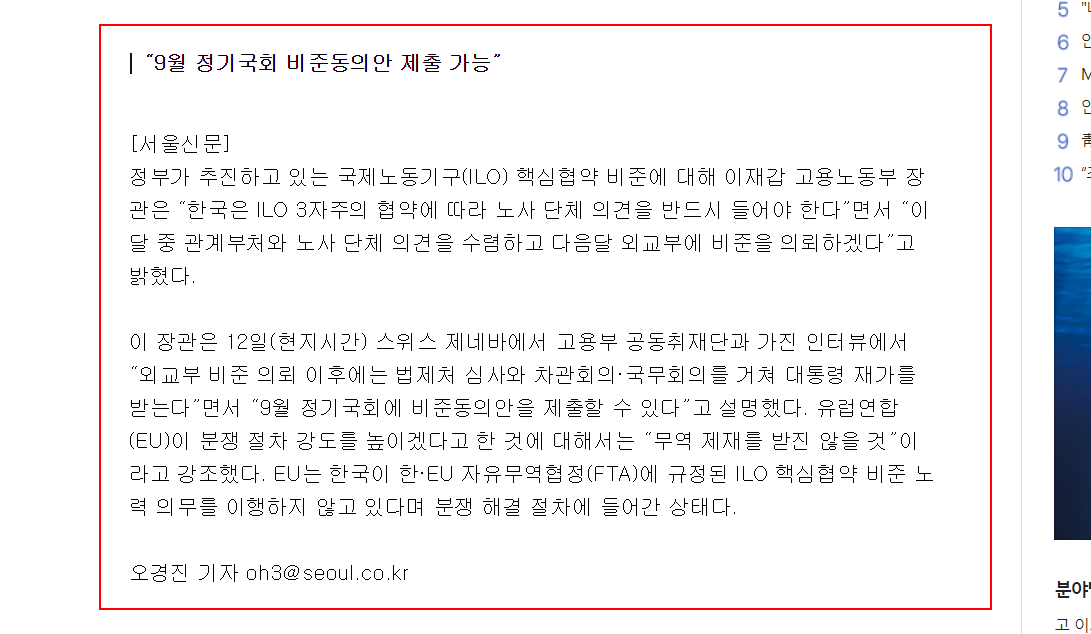 “9월 정기국회 비준동의안 제출 가능”
[서울신문]
정부가 추진하고 있는 국제노동기구(ILO) 핵심협약 비준에 대해 이재갑 고용노동부 장
관은 “한국은 ILO 3자주의 협약에 따라 노사 단체 의견을 반드시 들어야 한다”면서 “이
달 중 관계부처와 노사 단체 의견을 수렴하고 다음달 외교부에 비준을 의뢰하겠다”고
밝혔다.
이 장관은 12일(현지시간) 스위스 제네바에서 고용부 공동취재단과 가진 인터뷰에서
“외교부 비준 의뢰 이후에는 법제처 심사와 차관회의·국무회의를 거쳐 대통령 재가를
받는다”면서 “9월 정기국회에 비준동의안을 제출할 수 있다”고 설명했다. 유럽연합
(EU)이 분쟁 절차 강도를 높이겠다고 한 것에 대해서는 “무역 제재를 받진 않을 것”이
라고 강조했다. EU는 한국이 한·EU 자유무역협정(FTA)에 규정된 ILO 핵심협약 비준 노
력 의무를 이행하지 않고 있다며 분쟁 해결 절차에 들어간 상태다.
오경진 기자 oh3@seoul.co.kr
5
6
7 M
8
9 靑
10
분야
고 이